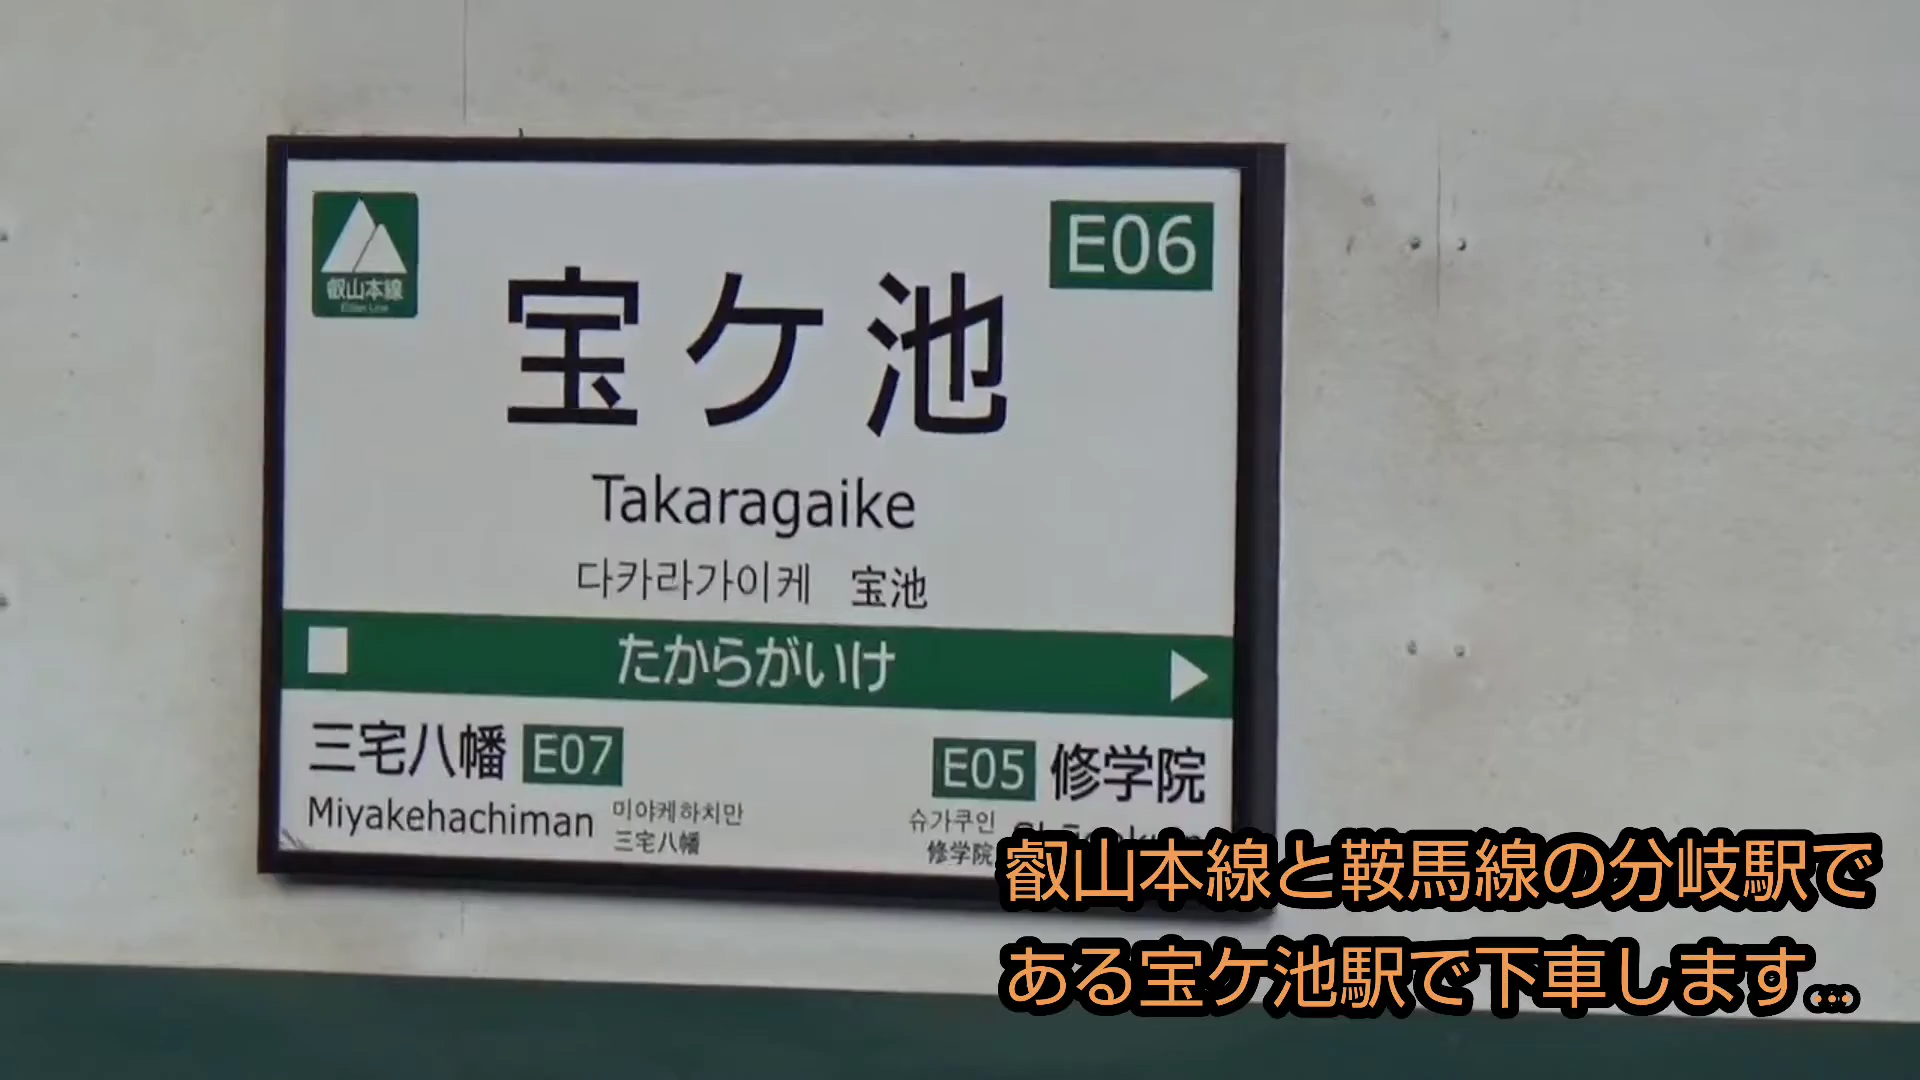 叡山本線
Eizan Line
E06
宝ケ池
Takaragaike
다카라가이케 宝池
たからがいけ
三宅八幡 E07
Miyakehachiman 미야케하치만
三宅八幡
E05 修学院
슈가쿠인
修学院
叡山本線と鞍馬線の分岐駅で
ある宝ケ池駅で下車します…